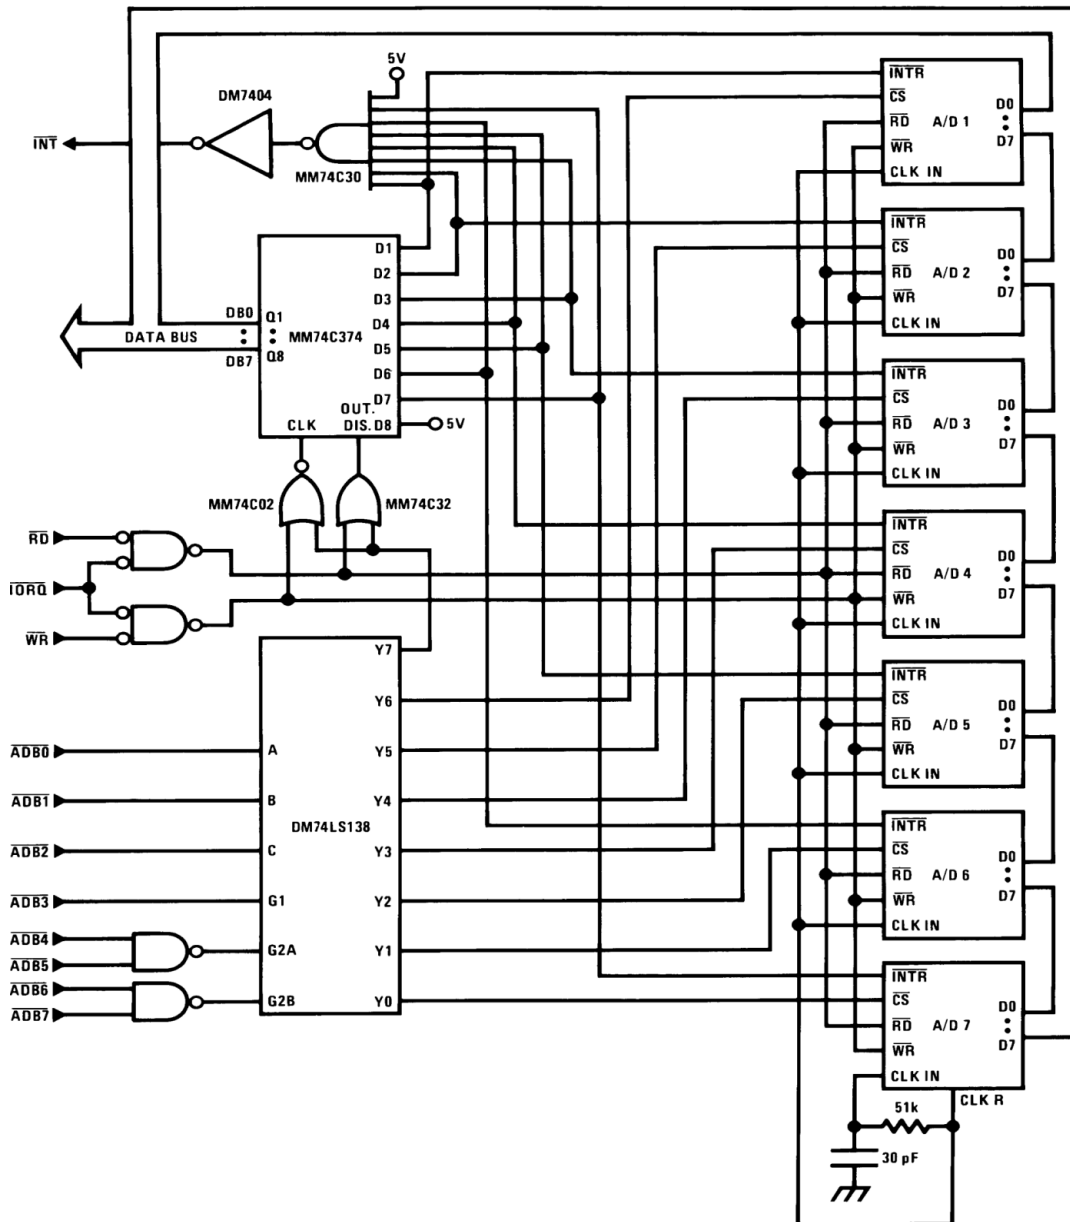 5V
DM7404
INT
MM74C30
D1
D2
D3
D4
D5
D6
D7
OUT.
DIS. D8
5V
CLK
DB0 Q1
DB7 Q8
MM74C374
DATA BUS
MM74C02
MM74C32
RD
IORQ
WR
ADB0
ADB1
ADB2
ADB3
ADB4
ADB5
ADB6
ADB7
A
B
C
G1
G2A
G2B
DM74LS138
Y7
Y6
Y5
Y4
Y3
Y2
Y1
Y0
INTR
CS
RD
WR
CLK IN
A/D 1
D0
D7
INTR
CS
RD
WR
CLK IN
A/D 2
D0
D7
INTR
CS
RD
WR
CLK IN
A/D 3
D0
D7
INTR
CS
RD
WR
CLK IN
A/D 4
D0
D7
INTR
CS
RD
WR
CLK IN
A/D 5
D0
D7
INTR
CS
RD
WR
CLK IN
A/D 6
D0
D7
INTR
CS
RD
WR
CLK IN
A/D 7
D0
D7
CLK R
51k
30 pF